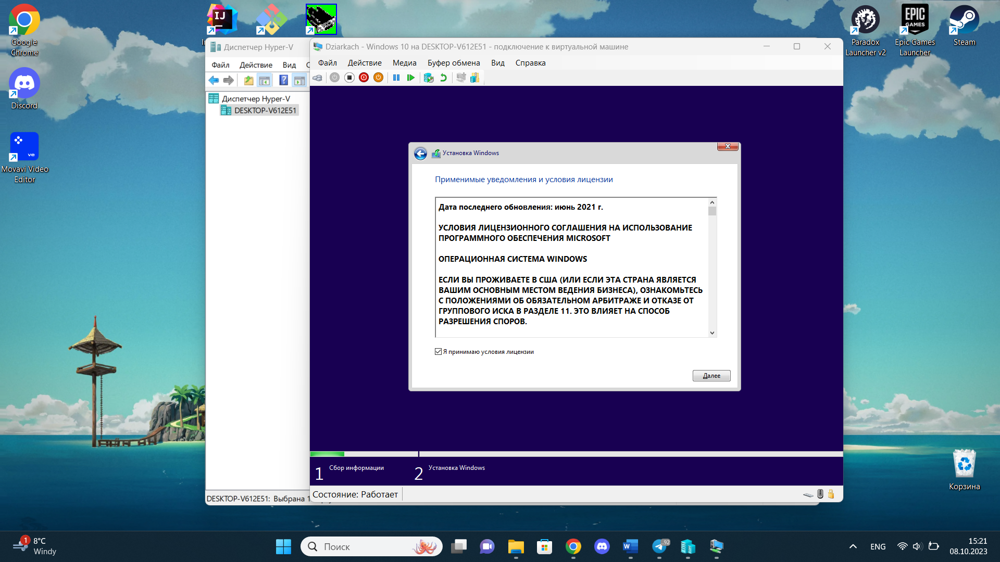 Google
Chrome
Discord
Movavi Video
Editor
Paradox
Launcher v2
EPIC
GAMES
Epic Games
Launcher
Steam
Корзина
IJ
ve
Диспетчер Hyper-V
Файл Действие Вид
Диспетчер Hyper-V
DESKTOP-V612E51
DESKTOP-V612E51: Выбрана 1
Dziarkach - Windows 10 на DESKTOP-V612E51 - подключение к виртуальной машине
Файл Действие Медиа Буфер обмена Вид Справка
Установка Windows
Применимые уведомления и условия лицензии
Дата последнего обновления: июнь 2021 г.
УСЛОВИЯ ЛИЦЕНЗИОННОГО СОГЛАШЕНИЯ НА ИСПОЛЬЗОВАНИЕ
ПРОГРАММНОГО ОБЕСПЕЧЕНИЯ MICROSOFT
ОПЕРАЦИОННАЯ СИСТЕМА WINDOWS
ЕСЛИ ВЫ ПРОЖИВАЕТЕ В США (ИЛИ ЕСЛИ ЭТА СТРАНА ЯВЛЯЕТСЯ
ВАШИМ ОСНОВНЫМ МЕСТОМ ВЕДЕНИЯ БИЗНЕСА), ОЗНАКОМЬТЕСЬ
С ПОЛОЖЕНИЯМИ ОБ ОБЯЗАТЕЛЬНОМ АРБИТРАЖЕ И ОТКАЗЕ ОТ
ГРУППОВОГО ИСКА В РАЗДЕЛЕ 11. ЭТО ВЛИЯЕТ НА СПОСОБ
РАЗРЕШЕНИЯ СПОРОВ.
Я принимаю условия лицензии
Далее
1 Сбор информации
2 Установка Windows
Состояние: Работает
1
8°C
Windy
Поиск
W
92
ENG
15:21
08.10.2023